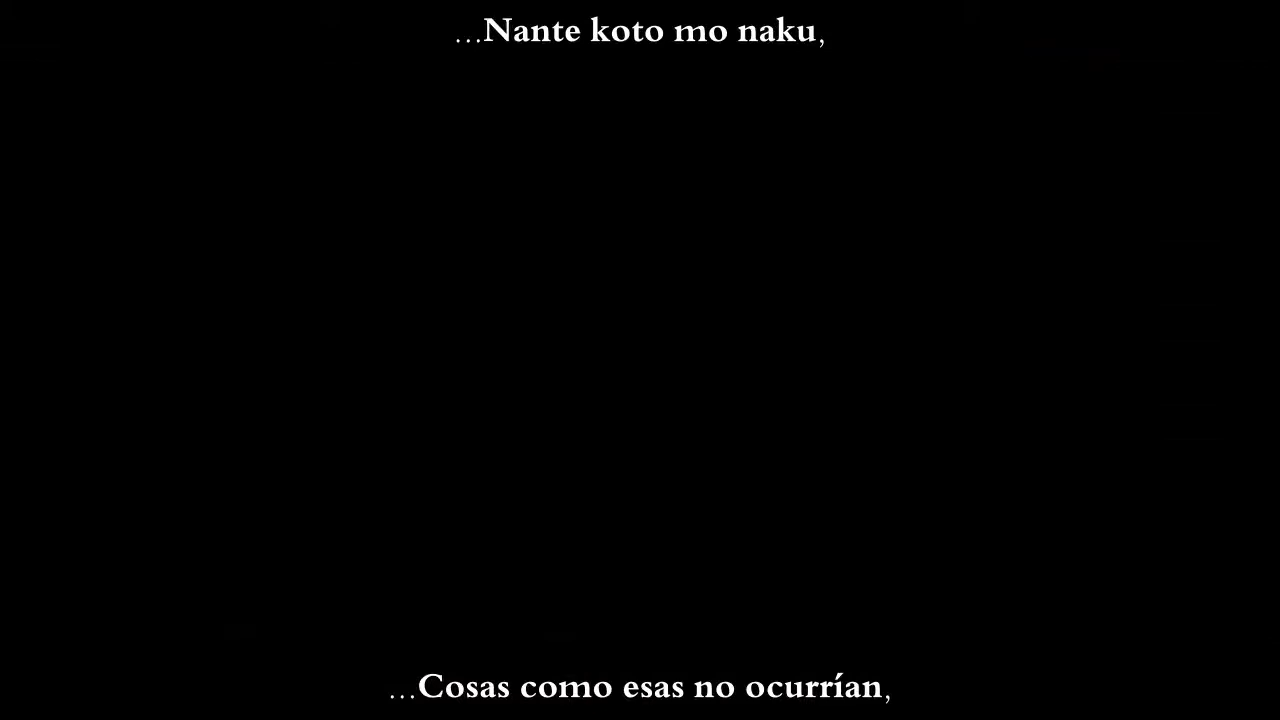 ...Nante koto mo naku,
...Cosas como esas no ocurrían,